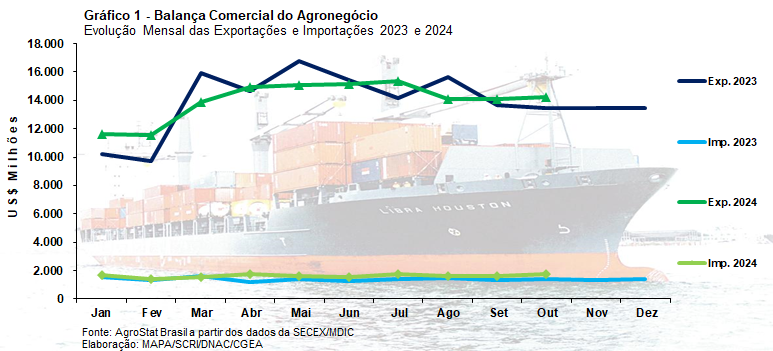 Gráfico 1 - Balança Comercial do Agronegócio
Evolução Mensal das Exportações e Importações 2023 e 2024
US$ Milhões
18.000
16.000
14.000
12.000
10.000
8.000
6.000
4.000
2.000
0
Jan Fev Mar Abr Mai Jun Jul Ago Set Out Nov Dez
Exp. 2023
Imp. 2023
Exp. 2024
Imp. 2024
LIBRA HOUSTON
Fonte: AgroStat Brasil a partir dos dados da SECEX/MDIC
Elaboração: MAPA/SCRI/DNAC/CGEA